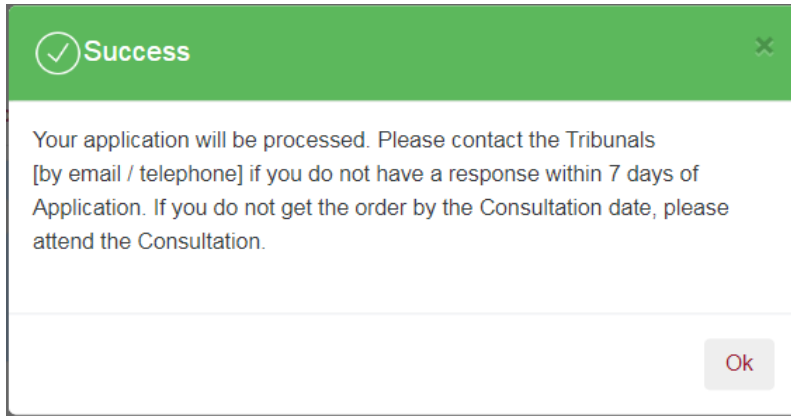 Success
Your application will be processed. Please contact the Tribunals
[by email / telephone] if you do not have a response within 7 days of
Application. If you do not get the order by the Consultation date, please
attend the Consultation.
Ok